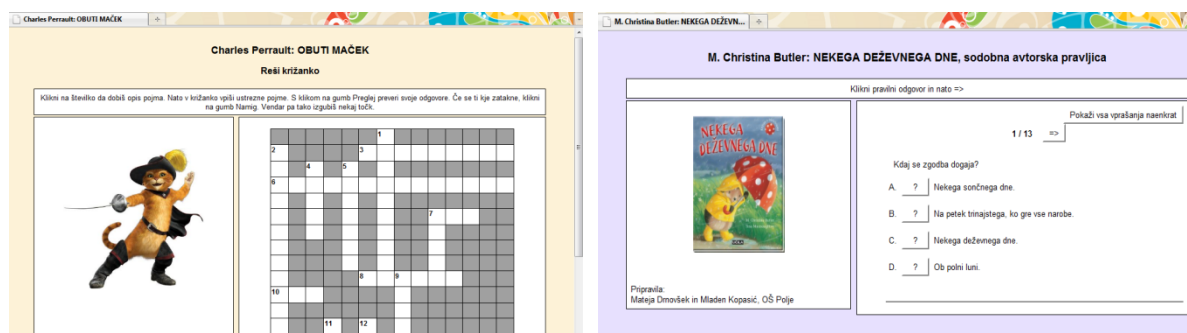 Charles Perrault: OBUTI MAČEK
Charles Perrault: OBUTI MAČEK
Reši križanko
Klikni na številko da dobiš opis pojma. Nato v križanko vpiši ustrezne pojme. S klikom na gumb Preglej preveri svoje odgovore. Če se ti kje zatakne, klikni
na gumb Namig. Vendar pa tako izgubiš nekaj točk.
1
2 3
4 5
6
7
8 9
10
11 12
M. Christina Butler: NEKEGA DEŽEVN...
M. Christina Butler: NEKEGA DEŽEVNEGA DNE, sodobna avtorska pravljica
Klikni pravilni odgovor in nato =>
NEKEGA
DEŽEVNEGA DNE
Pripravila:
Mateja Drnovšek in Mladen Kopasić, OŠ Polje
Pokaži vsa vprašanja naenkrat
1 / 13 =>
Kdaj se zgodba dogaja?
A. ? Nekega sončnega dne.
B. ? Na petek trinajstega, ko gre vse narobe.
C. ? Nekega deževnega dne.
D. ? Ob polni luni.